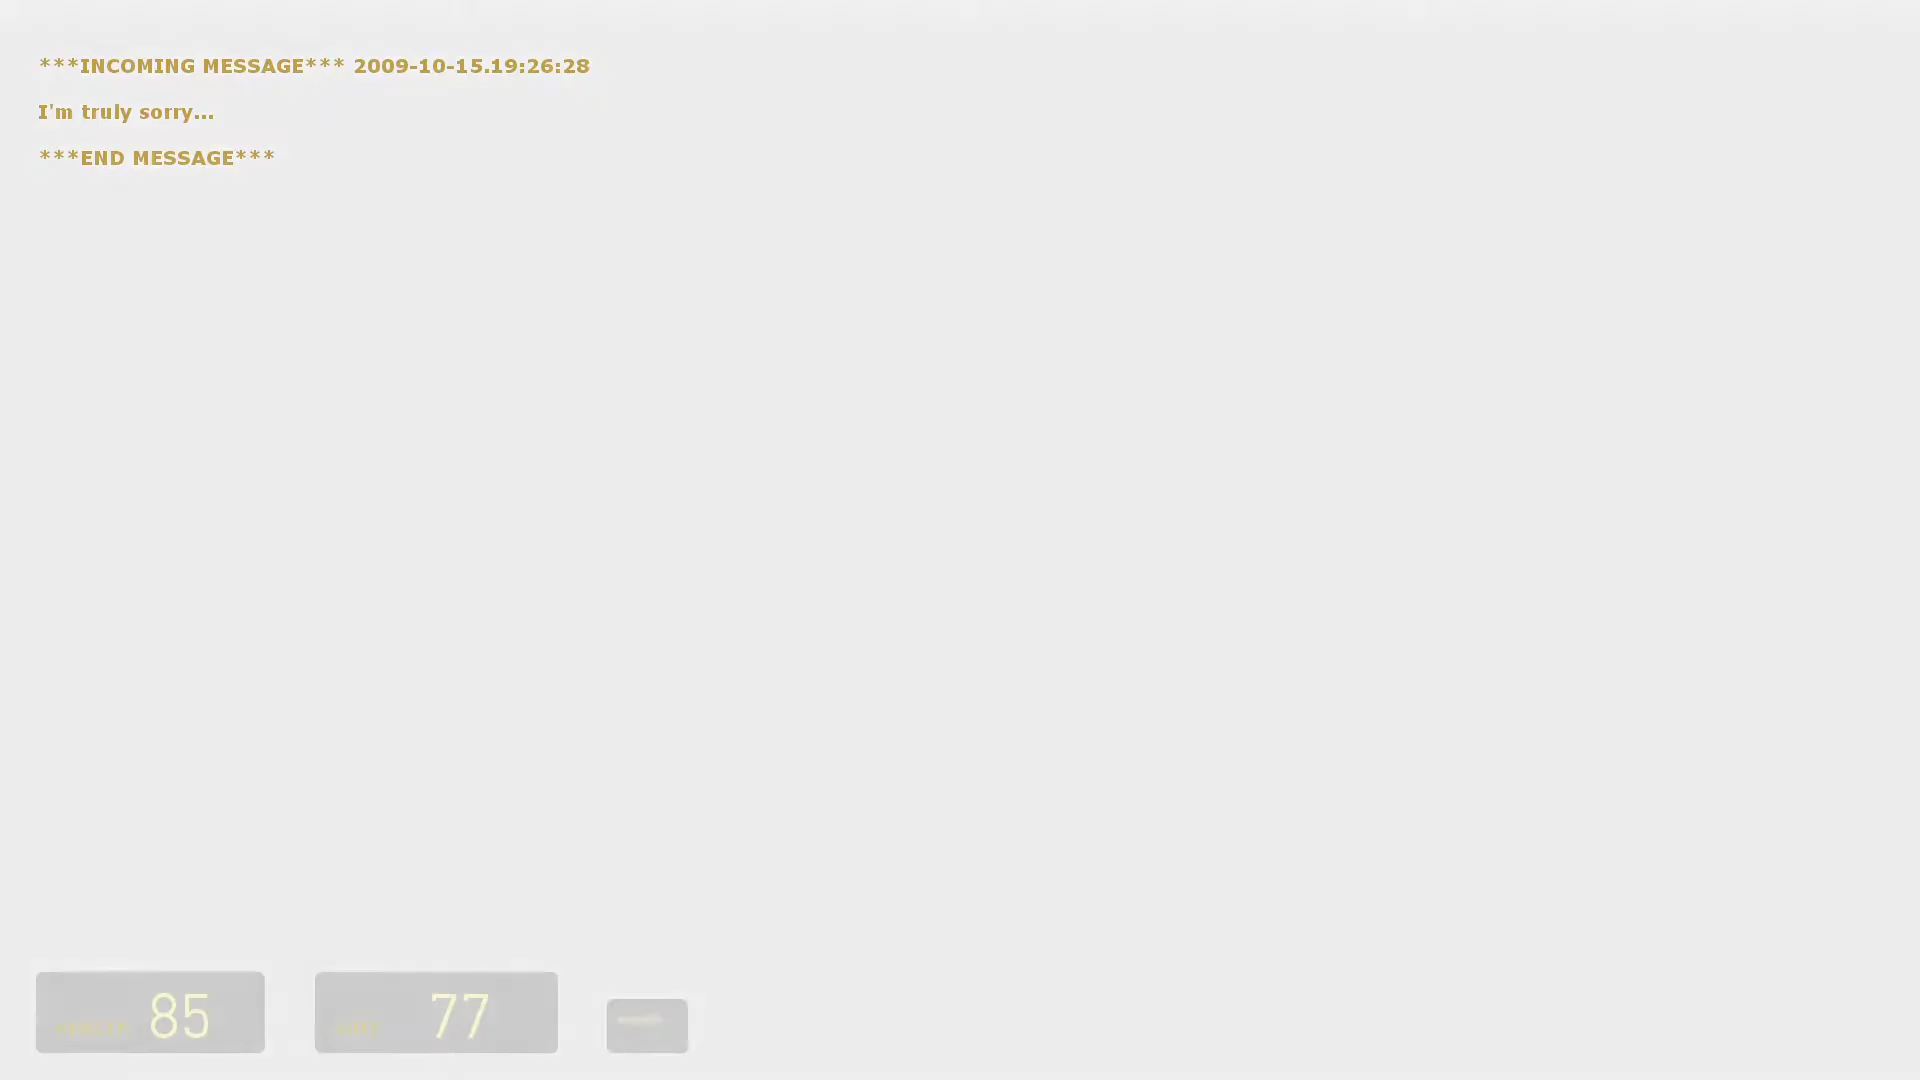 ***INCOMING MESSAGE*** 2009-10-15.19:26:28
I'm truly sorry...
***END MESSAGE***
85 77